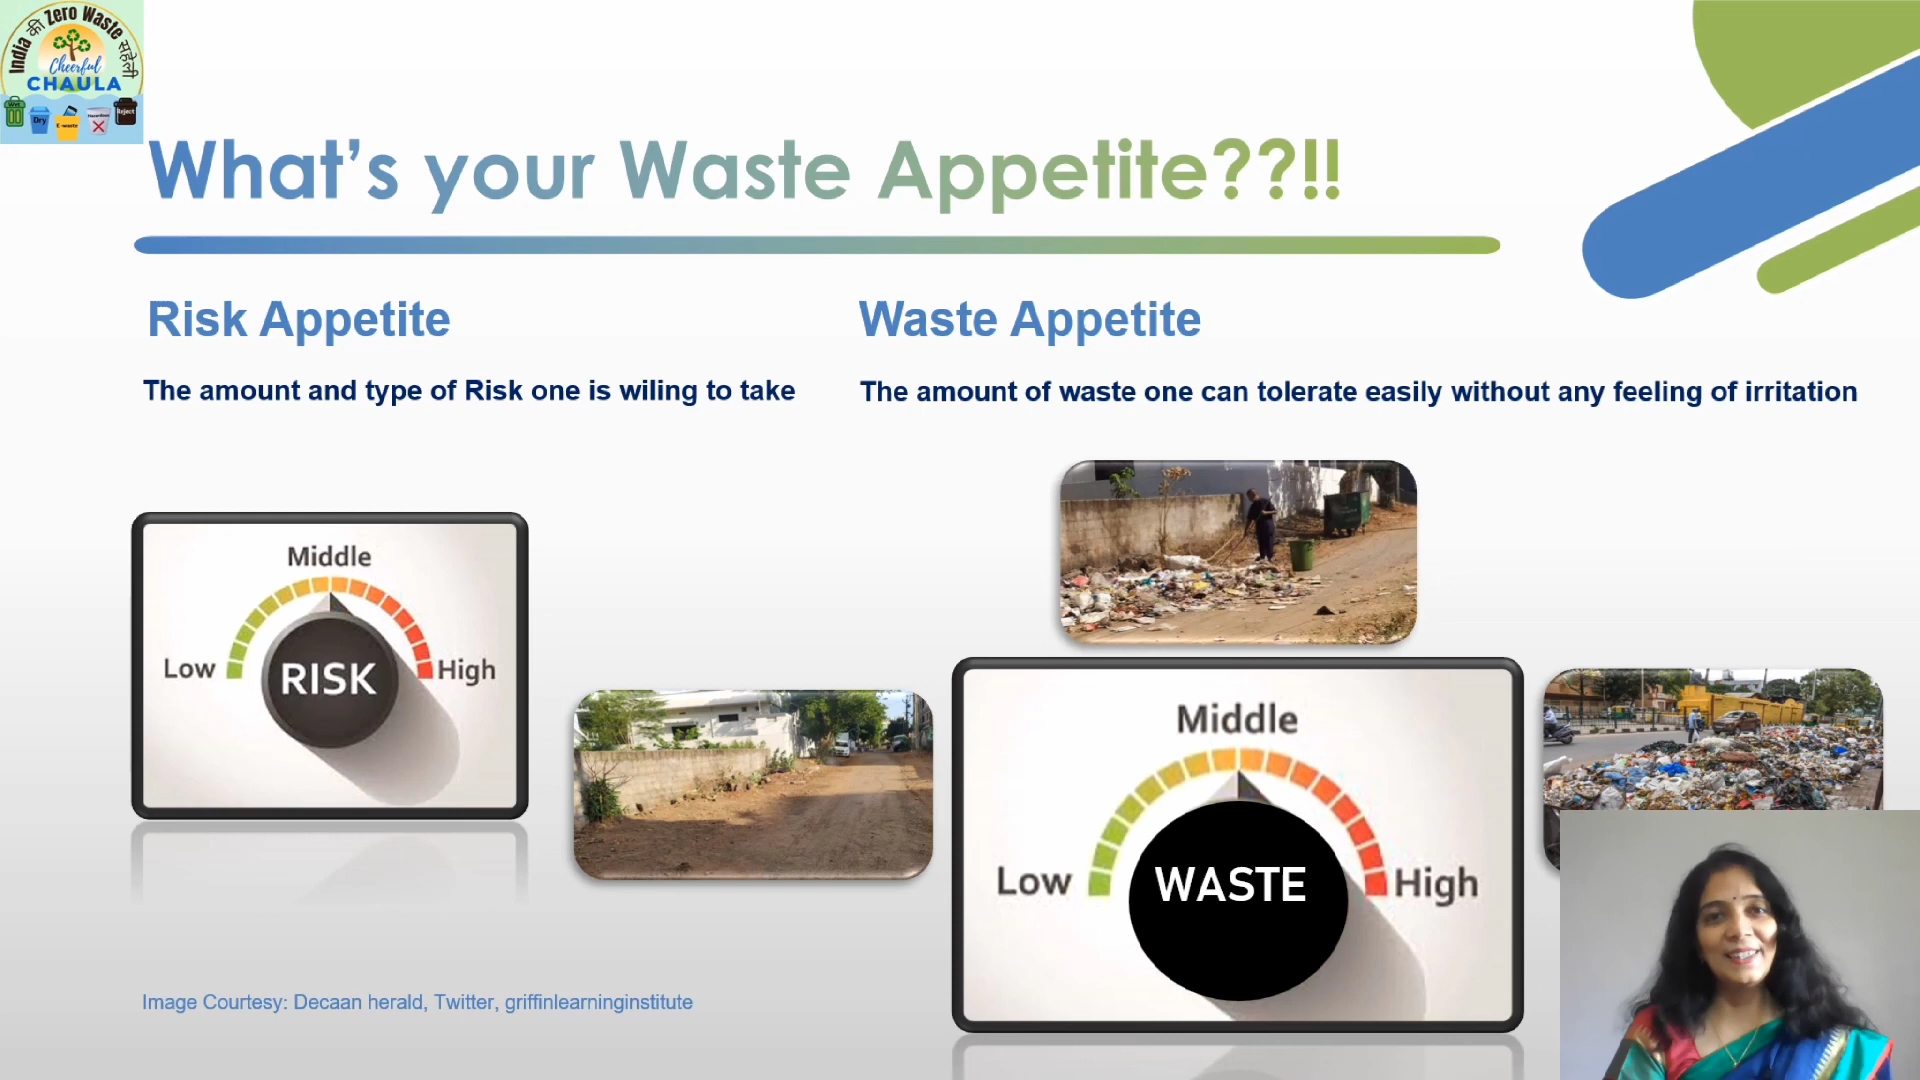 India की Zero Waste सहेली
Cheerful
CHAULA
Wet
Dry
E-waste
Hazardous
Reject
What's your Waste Appetite??!!
Risk Appetite
The amount and type of Risk one is wiling to take
Middle
Low
RISK
High
Waste Appetite
The amount of waste one can tolerate easily without any feeling of irritation
Middle
Low
WASTE
High
Image Courtesy: Decaan herald, Twitter, griffinlearninginstitute